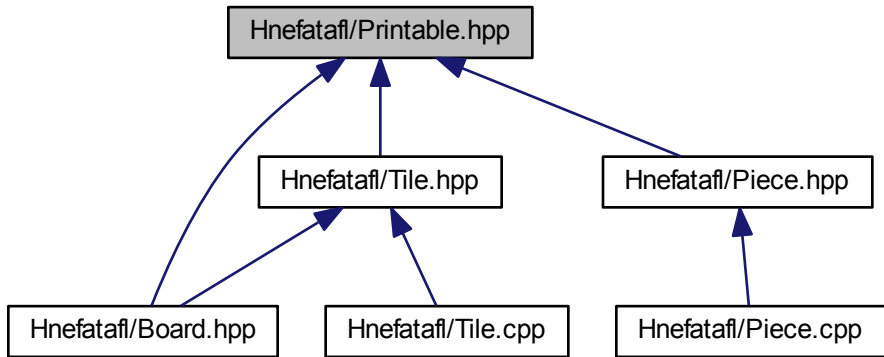 Hnefatafl/Printable.hpp
Hnefatafl/Tile.hpp
Hnefatafl/Piece.hpp
Hnefatafl/Board.hpp
Hnefatafl/Tile.cpp
Hnefatafl/Piece.cpp